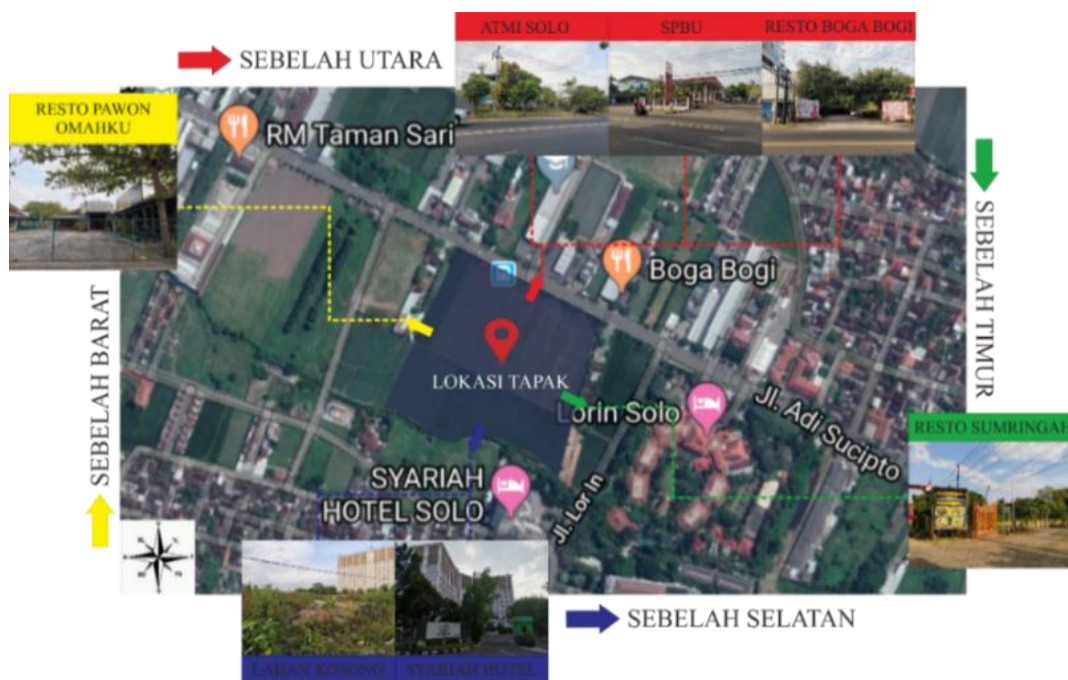 ATMI SOLO
SPBU
RESTO BOGA BOGI
SEBELAH UTARA
RESTO PAWON
OMAHKU
RM Taman Sari
SEBELAH TIMUR
Boga Bogi
LOKASI TAPAK
Lorin Solo
Jl. Adi Sucipto
SEBELAH BARAT
RESTO SUMRINGAH
SYARIAH
HOTEL SOLO
Jl. Lor In
SEBELAH SELATAN
LAHAN KOSONG
SYARIAH HOTEL